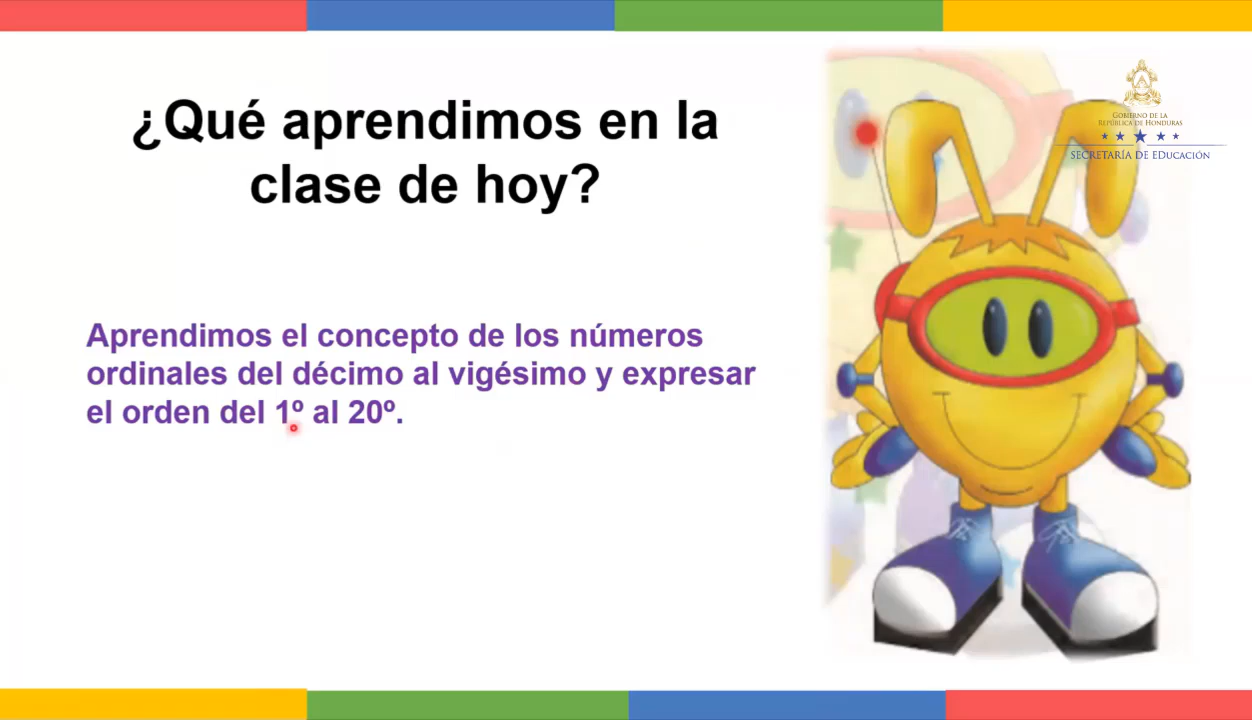 ¿Qué aprendimos en la
clase de hoy?
GOBIERNO DE LA
REPÚBLICA DE HONDURAS
SECRETARÍA DE EDUCACIÓN
Aprendimos el concepto de los números
ordinales del décimo al vigésimo y expresar
el orden del 1º al 20º.